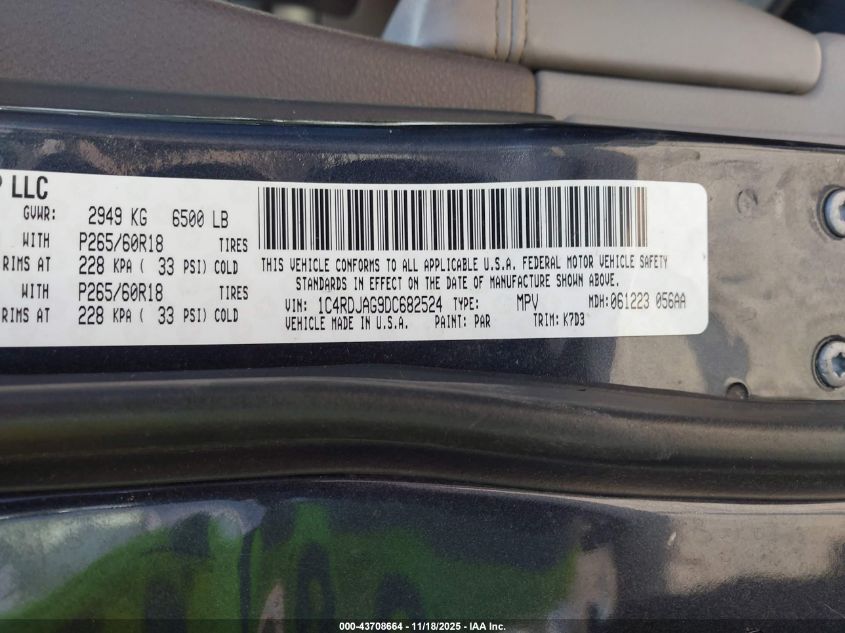 LLC
GVWR: 2949 KG 6500 LB
WITH P265/60R18 TIRES
RIMS AT 228 KPA ( 33 PSI) COLD
WITH P265/60R18 TIRES
RIMS AT 228 KPA ( 33 PSI) COLD
THIS VEHICLE CONFORMS TO ALL APPLICABLE U.S.A. FEDERAL MOTOR VEHICLE SAFETY
STANDARDS IN EFFECT ON THE DATE OF MANUFACTURE SHOWN ABOVE.
VIN: 1C4RDJAG9DC682524 TYPE: MPV MDH:061223 056AA
VEHICLE MADE IN U.S.A. PAINT: PAR TRIM: K7D3
000-43708664 - 11/18/2025 - IAA Inc.